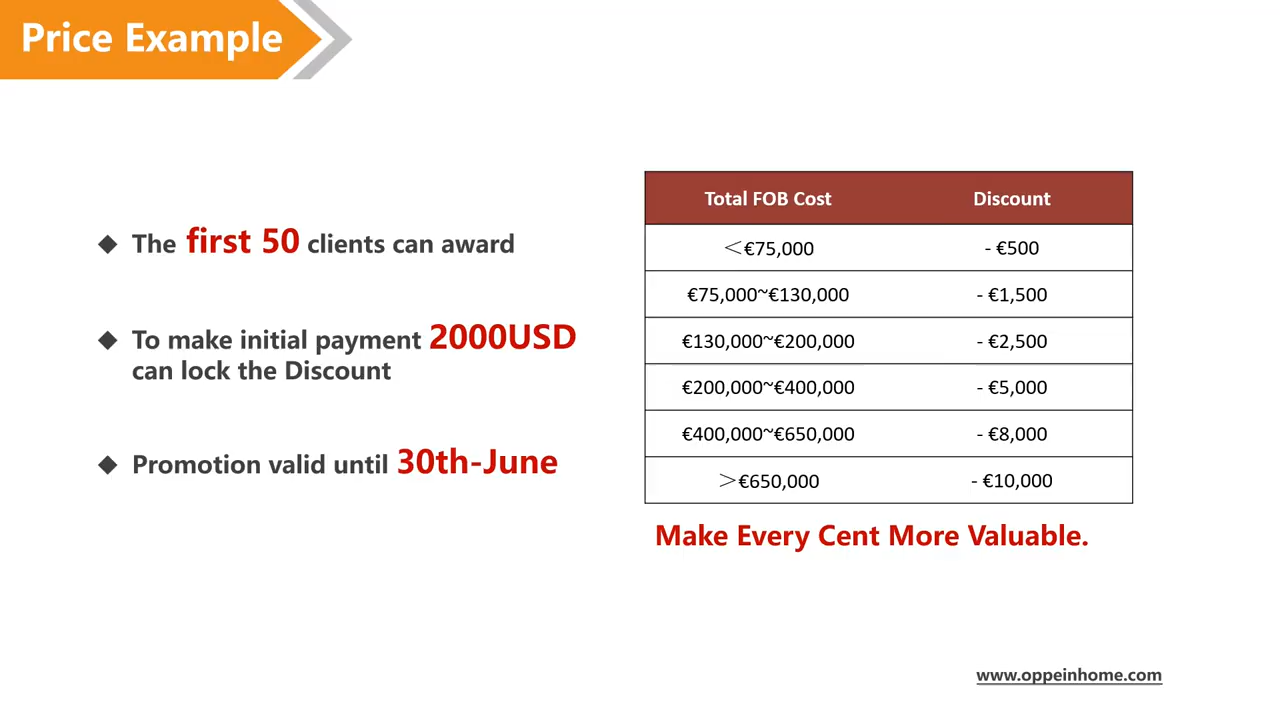 Price Example
The first 50 clients can award
To make initial payment 2000USD
can lock the Discount
Promotion valid until 30th-June
Total FOB Cost Discount
＜€75,000 - €500
€75,000~€130,000 - €1,500
€130,000~€200,000 - €2,500
€200,000~€400,000 - €5,000
€400,000~€650,000 - €8,000
＞€650,000 - €10,000
Make Every Cent More Valuable.
www.oppeinhome.com